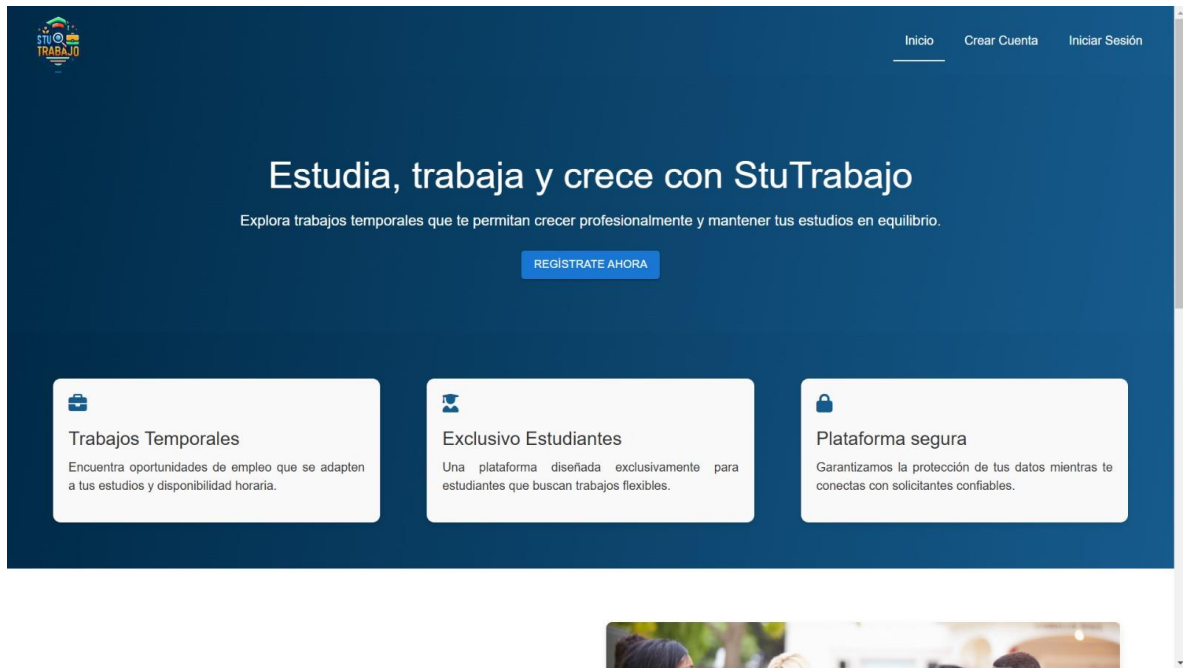 STU
TRABAJO
Inicio
Crear Cuenta
Iniciar Sesión
Estudia, trabaja y crece con StuTrabajo
Explora trabajos temporales que te permitan crecer profesionalmente y mantener tus estudios en equilibrio.
REGÍSTRATE AHORA
Trabajos Temporales
Encuentra oportunidades de empleo que se adapten
a tus estudios y disponibilidad horaria.
Exclusivo Estudiantes
Una plataforma diseñada exclusivamente para
estudiantes que buscan trabajos flexibles.
Plataforma segura
Garantizamos la protección de tus datos mientras te
conectas con solicitantes confiables.